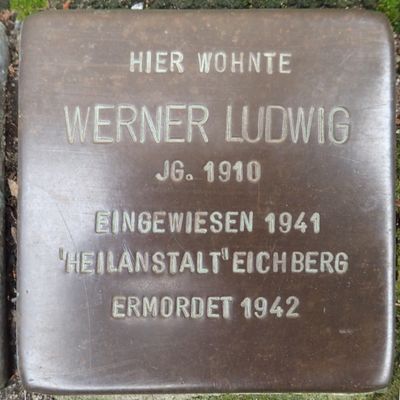 HIER WOHNTE
WERNER LUDWIG
JG. 1910
EINGEWIESEN 1941
'HEILANSTALT" EICHBERG
ERMORDET 1942